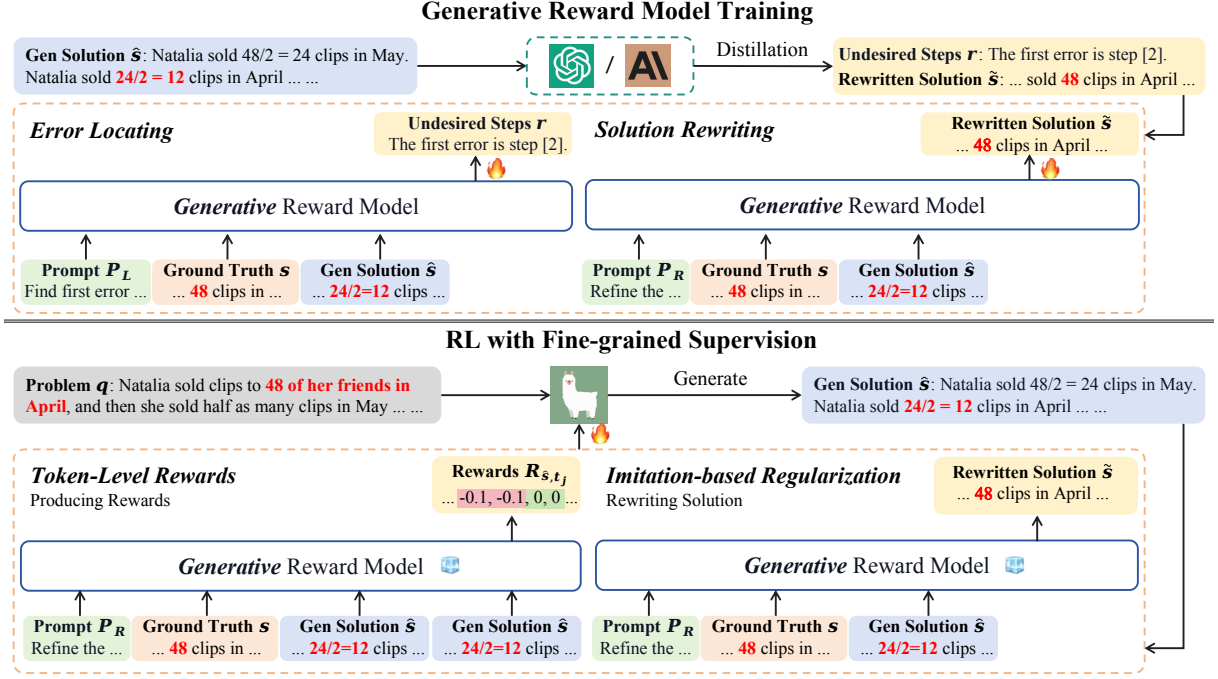 Generative Reward Model Training
Gen Solution ŝ: Natalia sold 48/2 = 24 clips in May.
Natalia sold 24/2 = 12 clips in April ... ...
/
Distillation
Undesired Steps r: The first error is step [2].
Rewritten Solution s̃: ... sold 48 clips in April ...
Error Locating
Undesired Steps r
The first error is step [2].
Generative Reward Model
Prompt P_L
Find first error ...
Ground Truth s
... 48 clips in ...
Gen Solution ŝ
... 24/2=12 clips ...
Solution Rewriting
Rewritten Solution s̃
... 48 clips in April ...
Generative Reward Model
Prompt P_R
Refine the ...
Ground Truth s
... 48 clips in ...
Gen Solution ŝ
... 24/2=12 clips ...
RL with Fine-grained Supervision
Problem q: Natalia sold clips to 48 of her friends in
April, and then she sold half as many clips in May ... ...
Generate
Gen Solution ŝ: Natalia sold 48/2 = 24 clips in May.
Natalia sold 24/2 = 12 clips in April ... ...
Token-Level Rewards
Producing Rewards
Rewards R_ŝ,t_j
... -0.1, -0.1, 0, 0 ...
Generative Reward Model
Prompt P_R
Refine the ...
Ground Truth s
... 48 clips in ...
Gen Solution ŝ
... 24/2=12 clips ...
Gen Solution ŝ
... 24/2=12 clips ...
Imitation-based Regularization
Rewriting Solution
Rewritten Solution s̃
... 48 clips in April ...
Generative Reward Model
Prompt P_R
Refine the ...
Ground Truth s
... 48 clips in ...
Gen Solution ŝ
... 24/2=12 clips ...